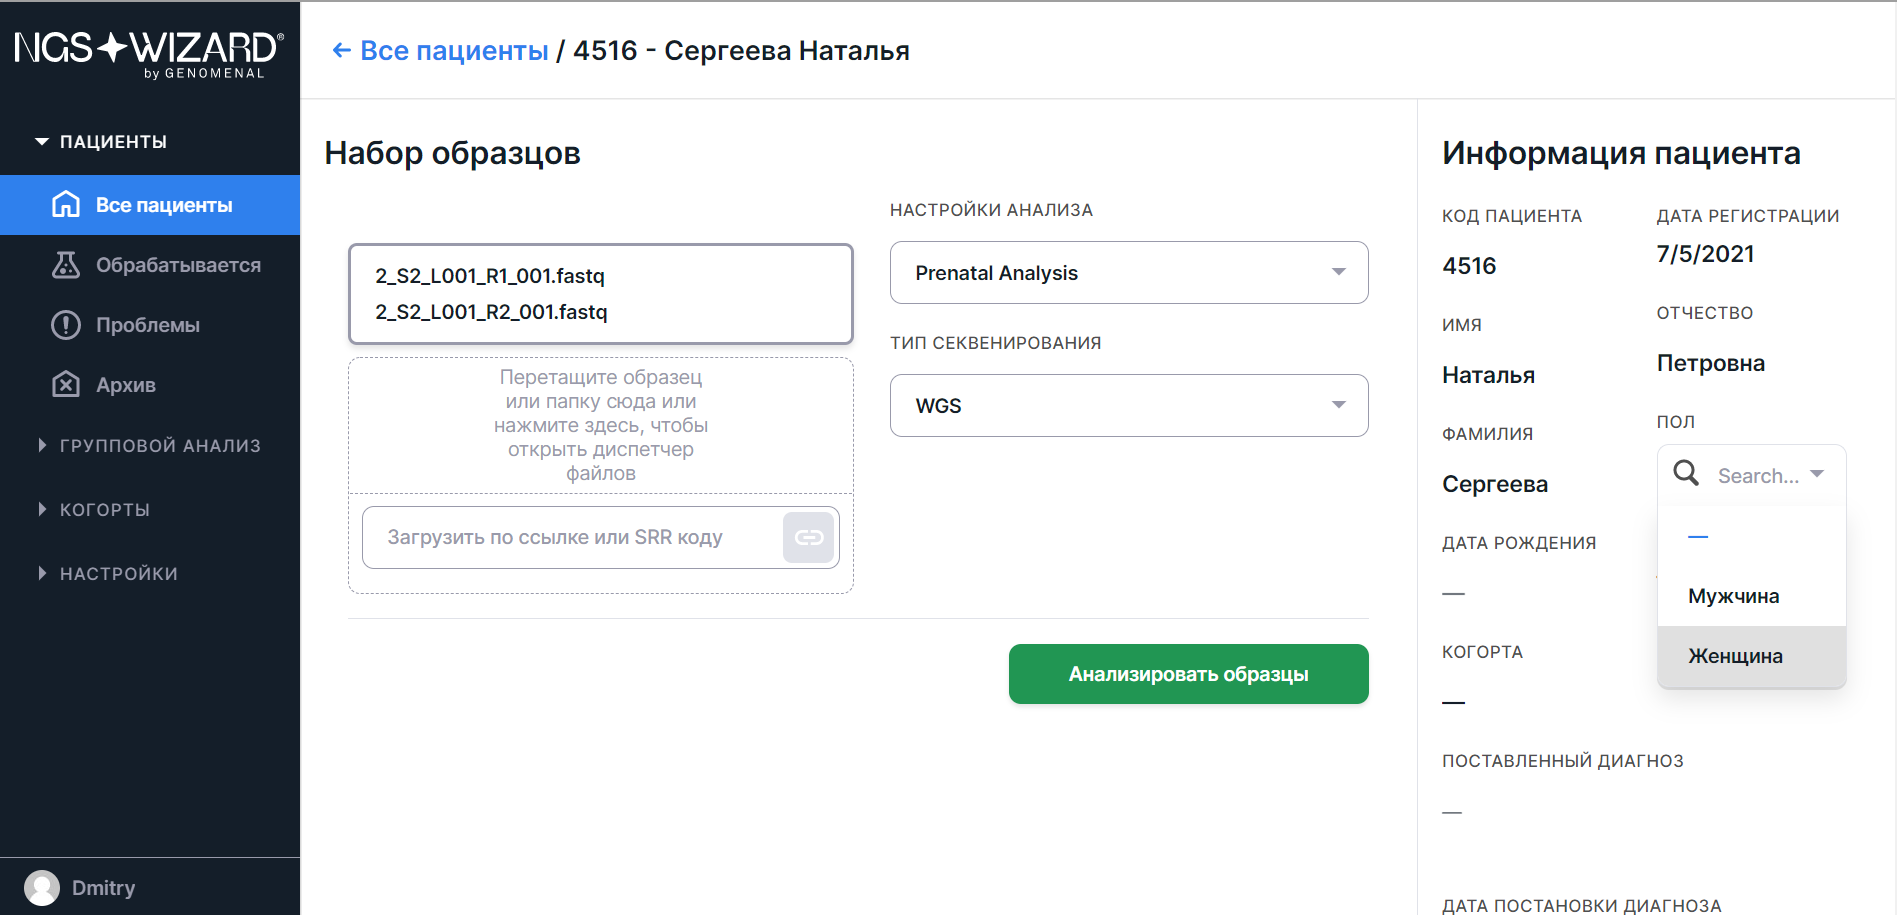 NGS WIZARD®
by GENOMENAL
ПАЦИЕНТЫ
Все пациенты
Обрабатывается
Проблемы
Архив
ГРУППОВОЙ АНАЛИЗ
КОГОРТЫ
НАСТРОЙКИ
Dmitry
← Все пациенты / 4516 - Сергеева Наталья
Набор образцов
2_S2_L001_R1_001.fastq
2_S2_L001_R2_001.fastq
Перетащите образец
или папку сюда или
нажмите здесь, чтобы
открыть диспетчер
файлов
Загрузить по ссылке или SRR коду
НАСТРОЙКИ АНАЛИЗА
Prenatal Analysis
ТИП СЕКВЕНИРОВАНИЯ
WGS
Анализировать образцы
Информация пациента
КОД ПАЦИЕНТА
4516
ДАТА РЕГИСТРАЦИИ
7/5/2021
ИМЯ
Наталья
ОТЧЕСТВО
Петровна
ФАМИЛИЯ
Сергеева
ПОЛ
Search...
—
Мужчина
Женщина
ДАТА РОЖДЕНИЯ
—
КОГОРТА
—
ПОСТАВЛЕННЫЙ ДИАГНОЗ
—
ДАТА ПОСТАНОВКИ ДИАГНОЗА